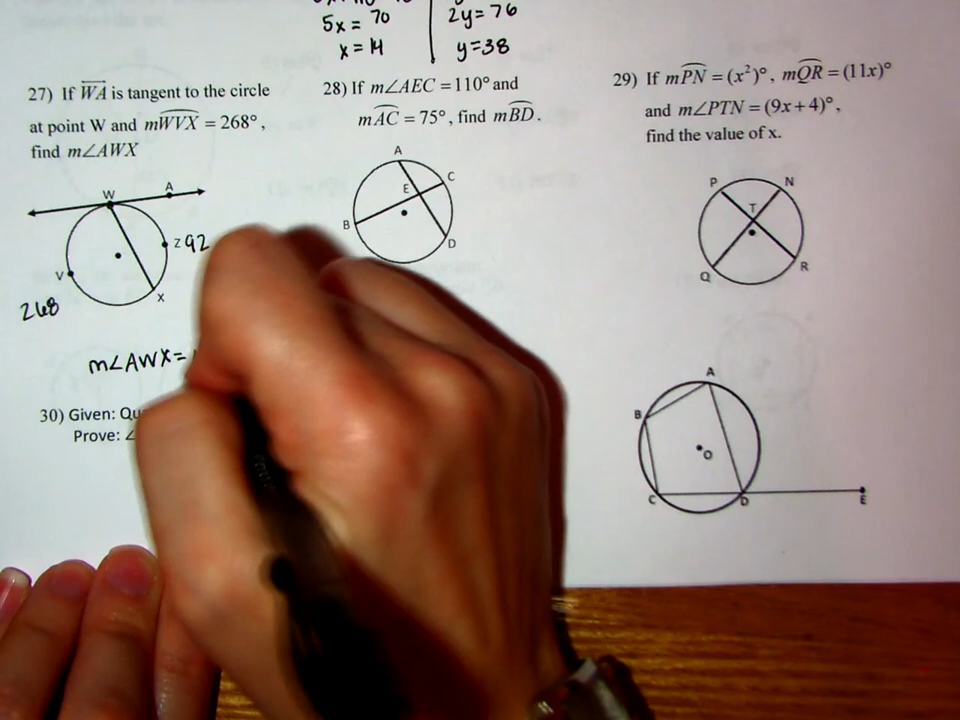 5x = 70
2y = 76
x = 14
y = 38
27) If WA is tangent to the circle
at point W and mWVX = 268°,
find m∠AWX
28) If m∠AEC = 110° and
mAC = 75°, find mBD.
29) If mPN = (x²)°, mQR = (11x)°
and m∠PTN = (9x + 4)°,
find the value of x.
W
A
Z 92
V
X
268
A
C
E
B
D
P
N
T
Q
R
m∠AWX =
30) Given:
Prove: ∠
A
B
O
C
D
E